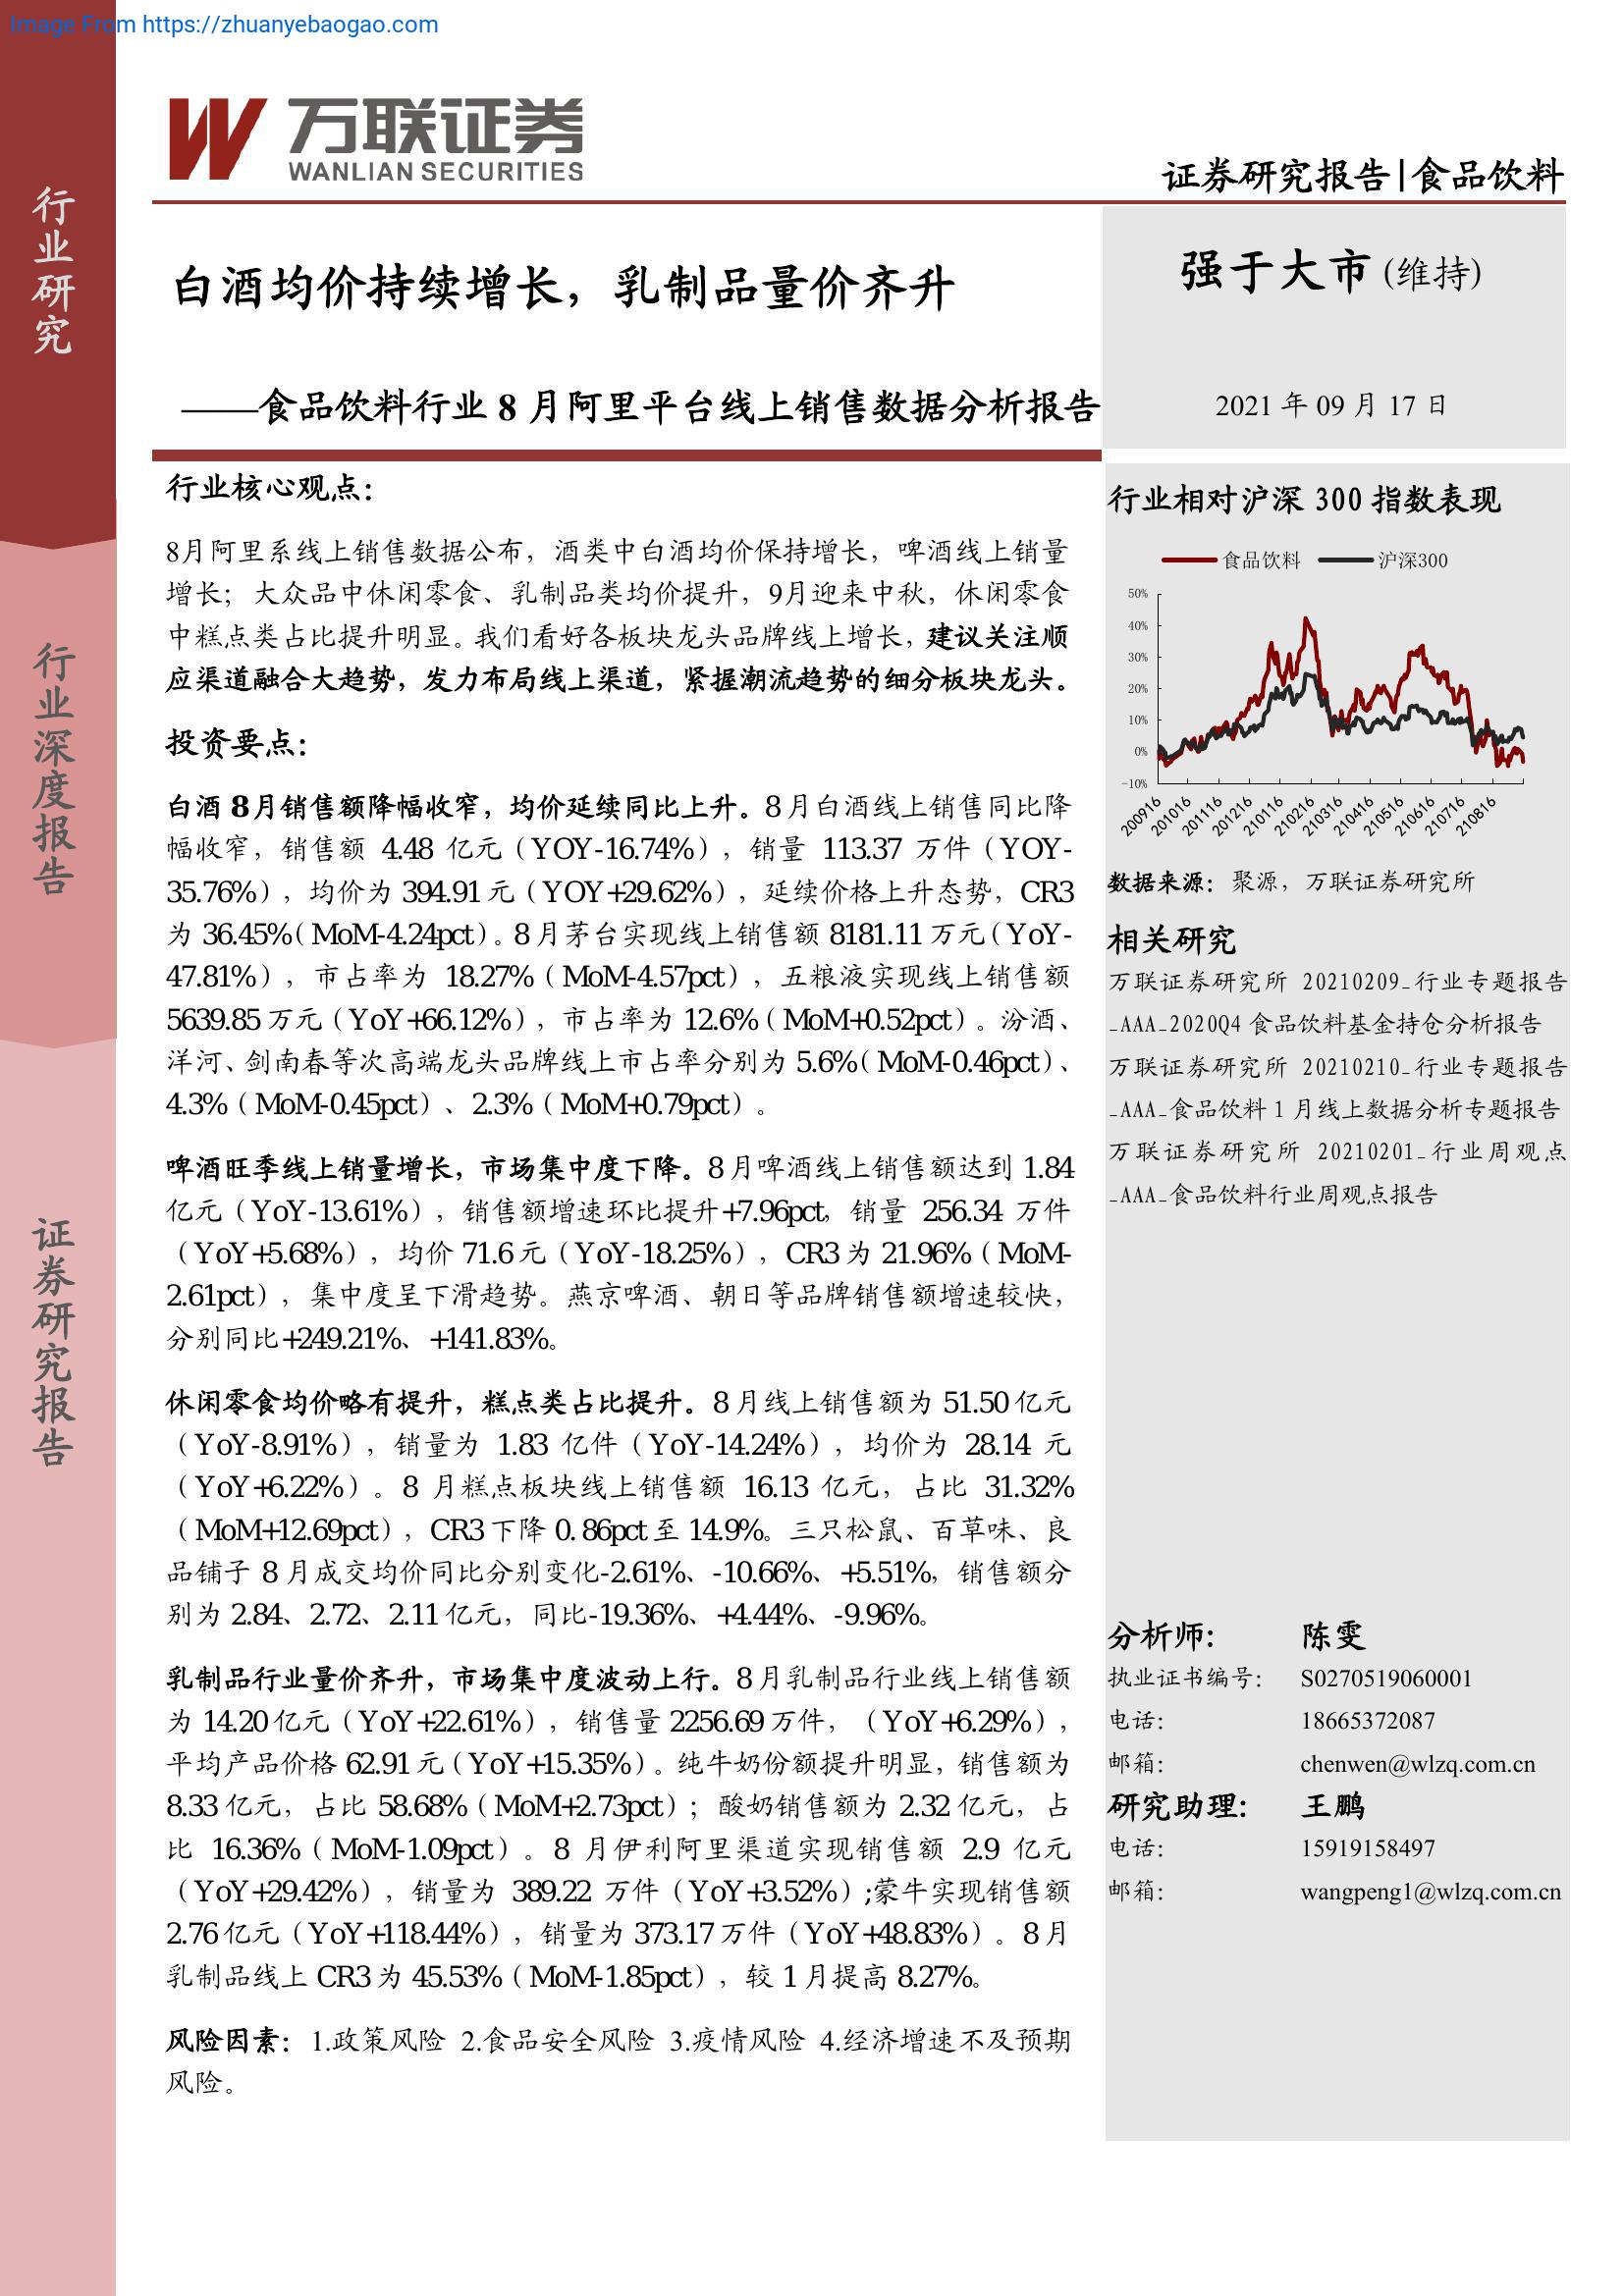 Image From https://zhuanyebaogao.com
万联证券
WANLIAN SECURITIES
证券研究报告|食品饮料
行业研究
行业深度报告
证券研究报告
白酒均价持续增长，乳制品量价齐升
强于大市(维持)
——食品饮料行业 8 月阿里平台线上销售数据分析报告
2021 年 09 月 17 日
行业核心观点：
8月阿里系线上销售数据公布，酒类中白酒均价保持增长，啤酒线上销量
增长；大众品中休闲零食、乳制品类均价提升，9月迎来中秋，休闲零食
中糕点类占比提升明显。我们看好各板块龙头品牌线上增长，建议关注顺
应渠道融合大趋势，发力布局线上渠道，紧握潮流趋势的细分板块龙头。
投资要点：
白酒 8月销售额降幅收窄，均价延续同比上升。8月白酒线上销售同比降
幅收窄，销售额 4.48 亿元（YOY-16.74%），销量 113.37 万件（YOY-
35.76%），均价为 394.91 元（YOY+29.62%），延续价格上升态势，CR3
为 36.45%（MoM-4.24pct）。8 月茅台实现线上销售额 8181.11 万元（YoY-
47.81%），市占率为 18.27%（MoM-4.57pct），五粮液实现线上销售额
5639.85 万元（YoY+66.12%），市占率为 12.6%（MoM+0.52pct）。汾酒、
洋河、剑南春等次高端龙头品牌线上市占率分别为 5.6%（MoM-0.46pct）、
4.3%（MoM-0.45pct）、2.3%（MoM+0.79pct）。
啤酒旺季线上销量增长，市场集中度下降。8 月啤酒线上销售额达到 1.84
亿元（YoY-13.61%），销售额增速环比提升+7.96pct，销量 256.34 万件
（YoY+5.68%），均价 71.6 元（YoY-18.25%），CR3 为 21.96%（MoM-
2.61pct），集中度呈下滑趋势。燕京啤酒、朝日等品牌销售额增速较快，
分别同比+249.21%、+141.83%。
休闲零食均价略有提升，糕点类占比提升。8 月线上销售额为 51.50 亿元
（YoY-8.91%），销量为 1.83 亿件（YoY-14.24%），均价为 28.14 元
（YoY+6.22%）。8 月糕点板块线上销售额 16.13 亿元，占比 31.32%
（MoM+12.69pct），CR3 下降 0.86pct 至 14.9%。三只松鼠、百草味、良
品铺子 8 月成交均价同比分别变化-2.61%、-10.66%、+5.51%，销售额分
别为 2.84、2.72、2.11 亿元，同比-19.36%、+4.44%、-9.96%。
乳制品行业量价齐升，市场集中度波动上行。8 月乳制品行业线上销售额
为 14.20 亿元（YoY+22.61%），销售量 2256.69 万件，（YoY+6.29%），
平均产品价格 62.91 元（YoY+15.35%）。纯牛奶份额提升明显，销售额为
8.33 亿元，占比 58.68%（MoM+2.73pct）；酸奶销售额为 2.32 亿元，占
比 16.36%（MoM-1.09pct）。8 月伊利阿里渠道实现销售额 2.9 亿元
（YoY+29.42%），销量为 389.22 万件（YoY+3.52%）;蒙牛实现销售额
2.76 亿元（YoY+118.44%），销量为 373.17 万件（YoY+48.83%）。8 月
乳制品线上 CR3 为 45.53%（MoM-1.85pct），较 1 月提高 8.27%。
风险因素：1.政策风险 2.食品安全风险 3.疫情风险 4.经济增速不及预期
风险。
行业相对沪深 300 指数表现
食品饮料 沪深300
50%
40%
30%
20%
10%
0%
-10%
200916 201016 201116 201216 210116 210216 210316 210416 210516 210616 210716 210816
数据来源：聚源，万联证券研究所
相关研究
万联证券研究所 20210209_行业专题报告
_AAA_2020Q4 食品饮料基金持仓分析报告
万联证券研究所 20210210_行业专题报告
_AAA_食品饮料 1 月线上数据分析专题报告
万联证券研究所 20210201_行业周观点
_AAA_食品饮料行业周观点报告
分析师： 陈雯
执业证书编号： S0270519060001
电话： 18665372087
邮箱： chenwen@wlzq.com.cn
研究助理： 王鹏
电话： 15919158497
邮箱： wangpeng1@wlzq.com.cn